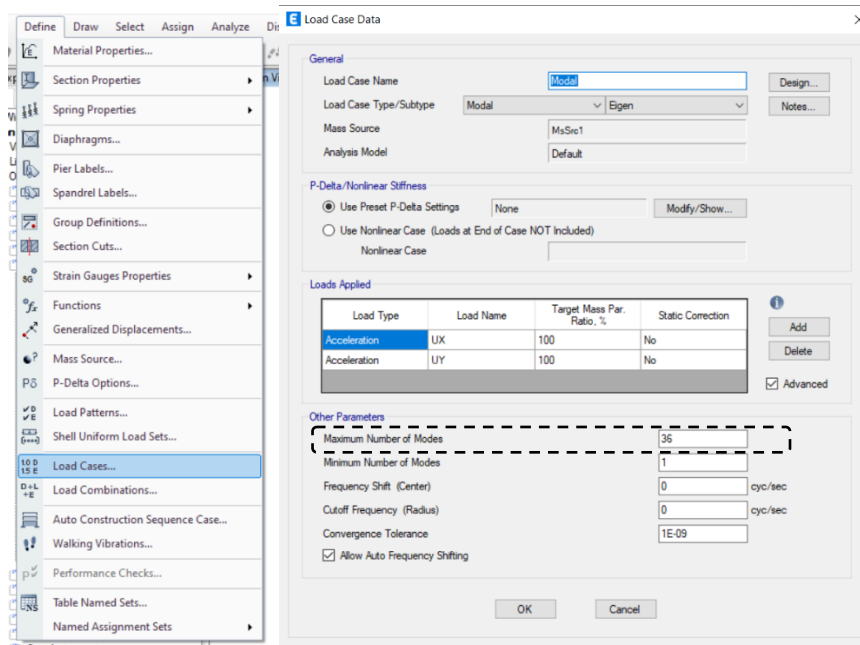 Define Draw Select Assign Analyze
Material Properties...
Section Properties
Spring Properties
Diaphragms...
Pier Labels...
Spandrel Labels...
Group Definitions...
Section Cuts...
Strain Gauges Properties
Functions
Generalized Displacements...
Mass Source...
P-Delta Options...
Load Patterns...
Shell Uniform Load Sets...
Load Cases...
Load Combinations...
Auto Construction Sequence Case...
Walking Vibrations...
Performance Checks...
Table Named Sets...
Named Assignment Sets
E Load Case Data
General
Load Case Name Modal Design...
Load Case Type/Subtype Modal Eigen Notes...
Mass Source MsSrc1
Analysis Model Default
P-Delta/Nonlinear Stiffness
Use Preset P-Delta Settings None Modify/Show...
Use Nonlinear Case (Loads at End of Case NOT Included)
Nonlinear Case
Loads Applied
Load Type Load Name Target Mass Par. Ratio, % Static Correction
Acceleration UX 100 No
Acceleration UY 100 No
Add
Delete
Advanced
Other Parameters
Maximum Number of Modes 36
Minimum Number of Modes 1
Frequency Shift (Center) 0 cyc/sec
Cutoff Frequency (Radius) 0 cyc/sec
Convergence Tolerance 1E-09
Allow Auto Frequency Shifting
OK Cancel